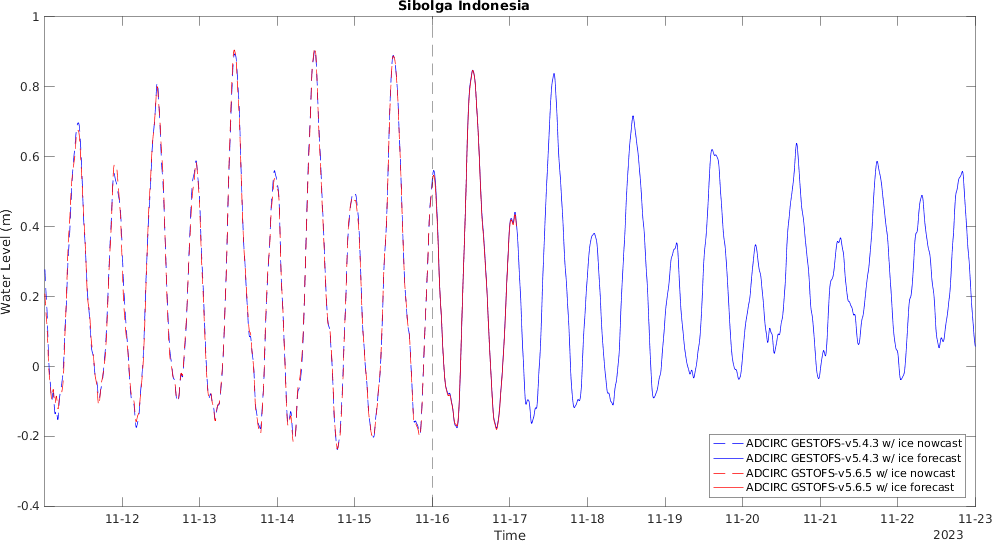 Sibolga Indonesia
1
0.8
0.6
0.4
0.2
0
-0.2
-0.4
Water Level (m)
ADCIRC GESTOFS-v5.4.3 w/ ice nowcast
ADCIRC GESTOFS-v5.4.3 w/ ice forecast
ADCIRC GSTOFS-v5.6.5 w/ ice nowcast
ADCIRC GSTOFS-v5.6.5 w/ ice forecast
11-12 11-13 11-14 11-15 11-16 11-17 11-18 11-19 11-20 11-21 11-22 11-23
Time
2023